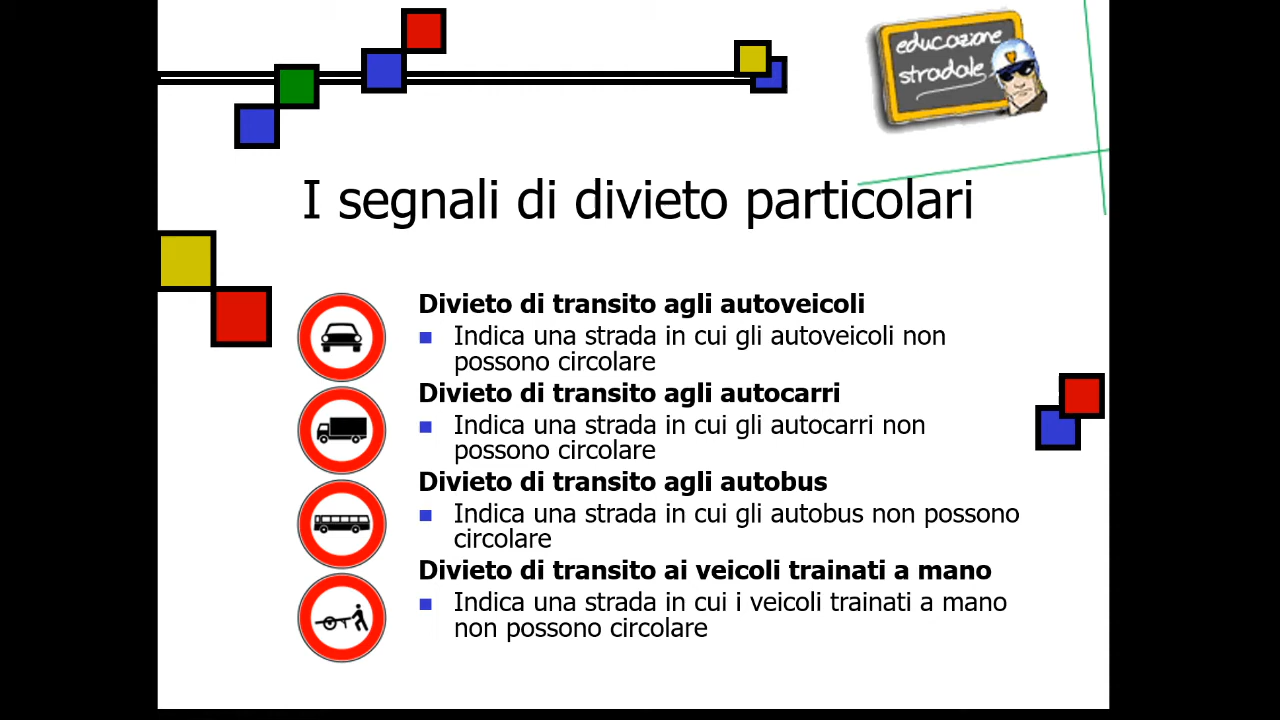 educazione
stradale
I segnali di divieto particolari
Divieto di transito agli autoveicoli
Indica una strada in cui gli autoveicoli non
possono circolare
Divieto di transito agli autocarri
Indica una strada in cui gli autocarri non
possono circolare
Divieto di transito agli autobus
Indica una strada in cui gli autobus non possono
circolare
Divieto di transito ai veicoli trainati a mano
Indica una strada in cui i veicoli trainati a mano
non possono circolare